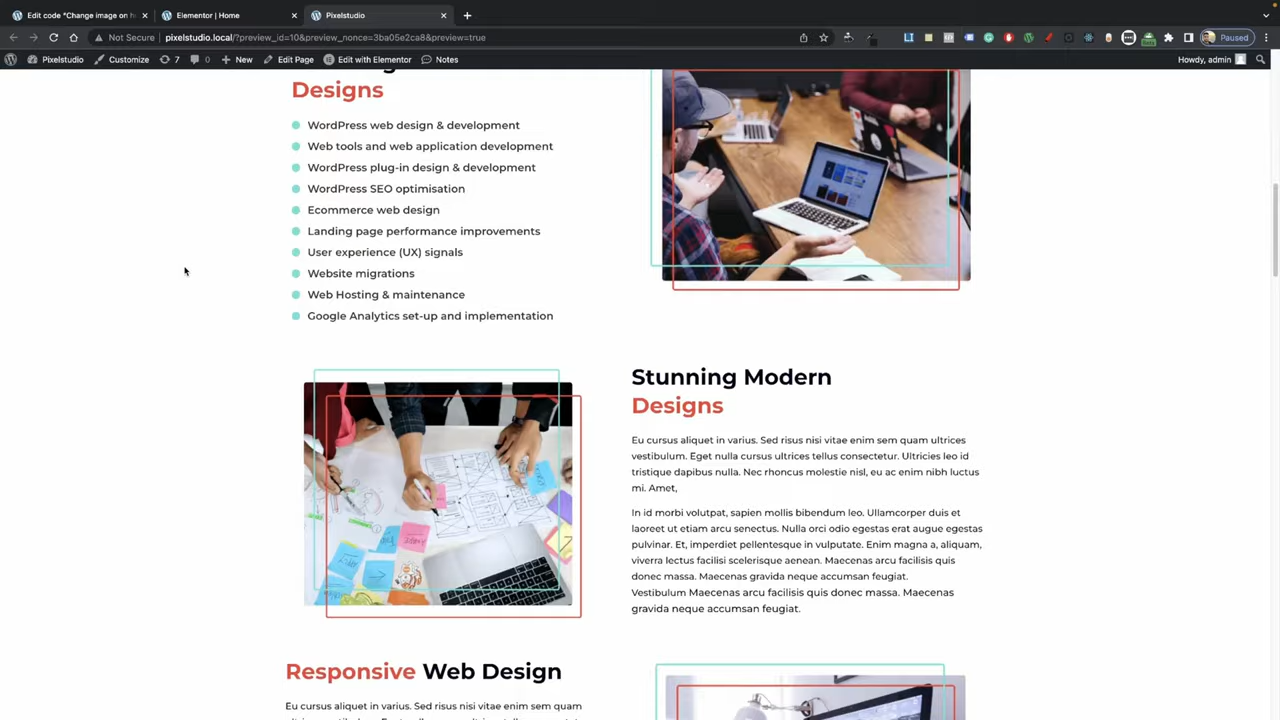 Edit code "Change image on h
Elementor | Home
Pixelstudio
Not Secure
pixelstudio.local/?preview_id=10&preview_nonce=3ba05e2ca8&preview=true
Paused
Pixelstudio
Customize
7
0
New
Edit Page
Edit with Elementor
Notes
Howdy, admin
Designs
WordPress web design & development
Web tools and web application development
WordPress plug-in design & development
WordPress SEO optimisation
Ecommerce web design
Landing page performance improvements
User experience (UX) signals
Website migrations
Web Hosting & maintenance
Google Analytics set-up and implementation
Stunning Modern
Designs
Eu cursus aliquet in varius. Sed risus nisi vitae enim sem quam ultrices
vestibulum. Eget nulla cursus ultrices tellus consectetur. Ultricies leo id
tristique dapibus nulla. Nec rhoncus molestie nisl, eu ac enim nibh luctus
mi. Amet,
In id morbi volutpat, sapien mollis bibendum leo. Ullamcorper duis et
laoreet ut etiam arcu senectus. Nulla orci odio egestas erat augue egestas
pulvinar. Et, imperdiet pellentesque in vulputate. Enim magna a, aliquam,
viverra lectus facilisi scelerisque aenean. Maecenas arcu facilisis quis
donec massa. Maecenas gravida neque accumsan feugiat.
Vestibulum Maecenas arcu facilisis quis donec massa. Maecenas
gravida neque accumsan feugiat.
Responsive Web Design
Eu cursus aliquet in varius. Sed risus nisi vitae enim sem quam